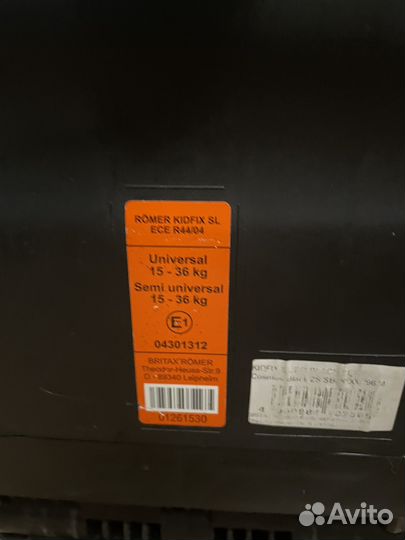 RÖMER KIDFIX SL
ECE R44/04
Universal
15 - 36 kg
Semi universal
15 - 36 kg
E1
04301312
BRITAX RÖMER
Theodor-Heuss-Str.9
D - 89340 Leipheim
01261530
KIDFIX
Avito